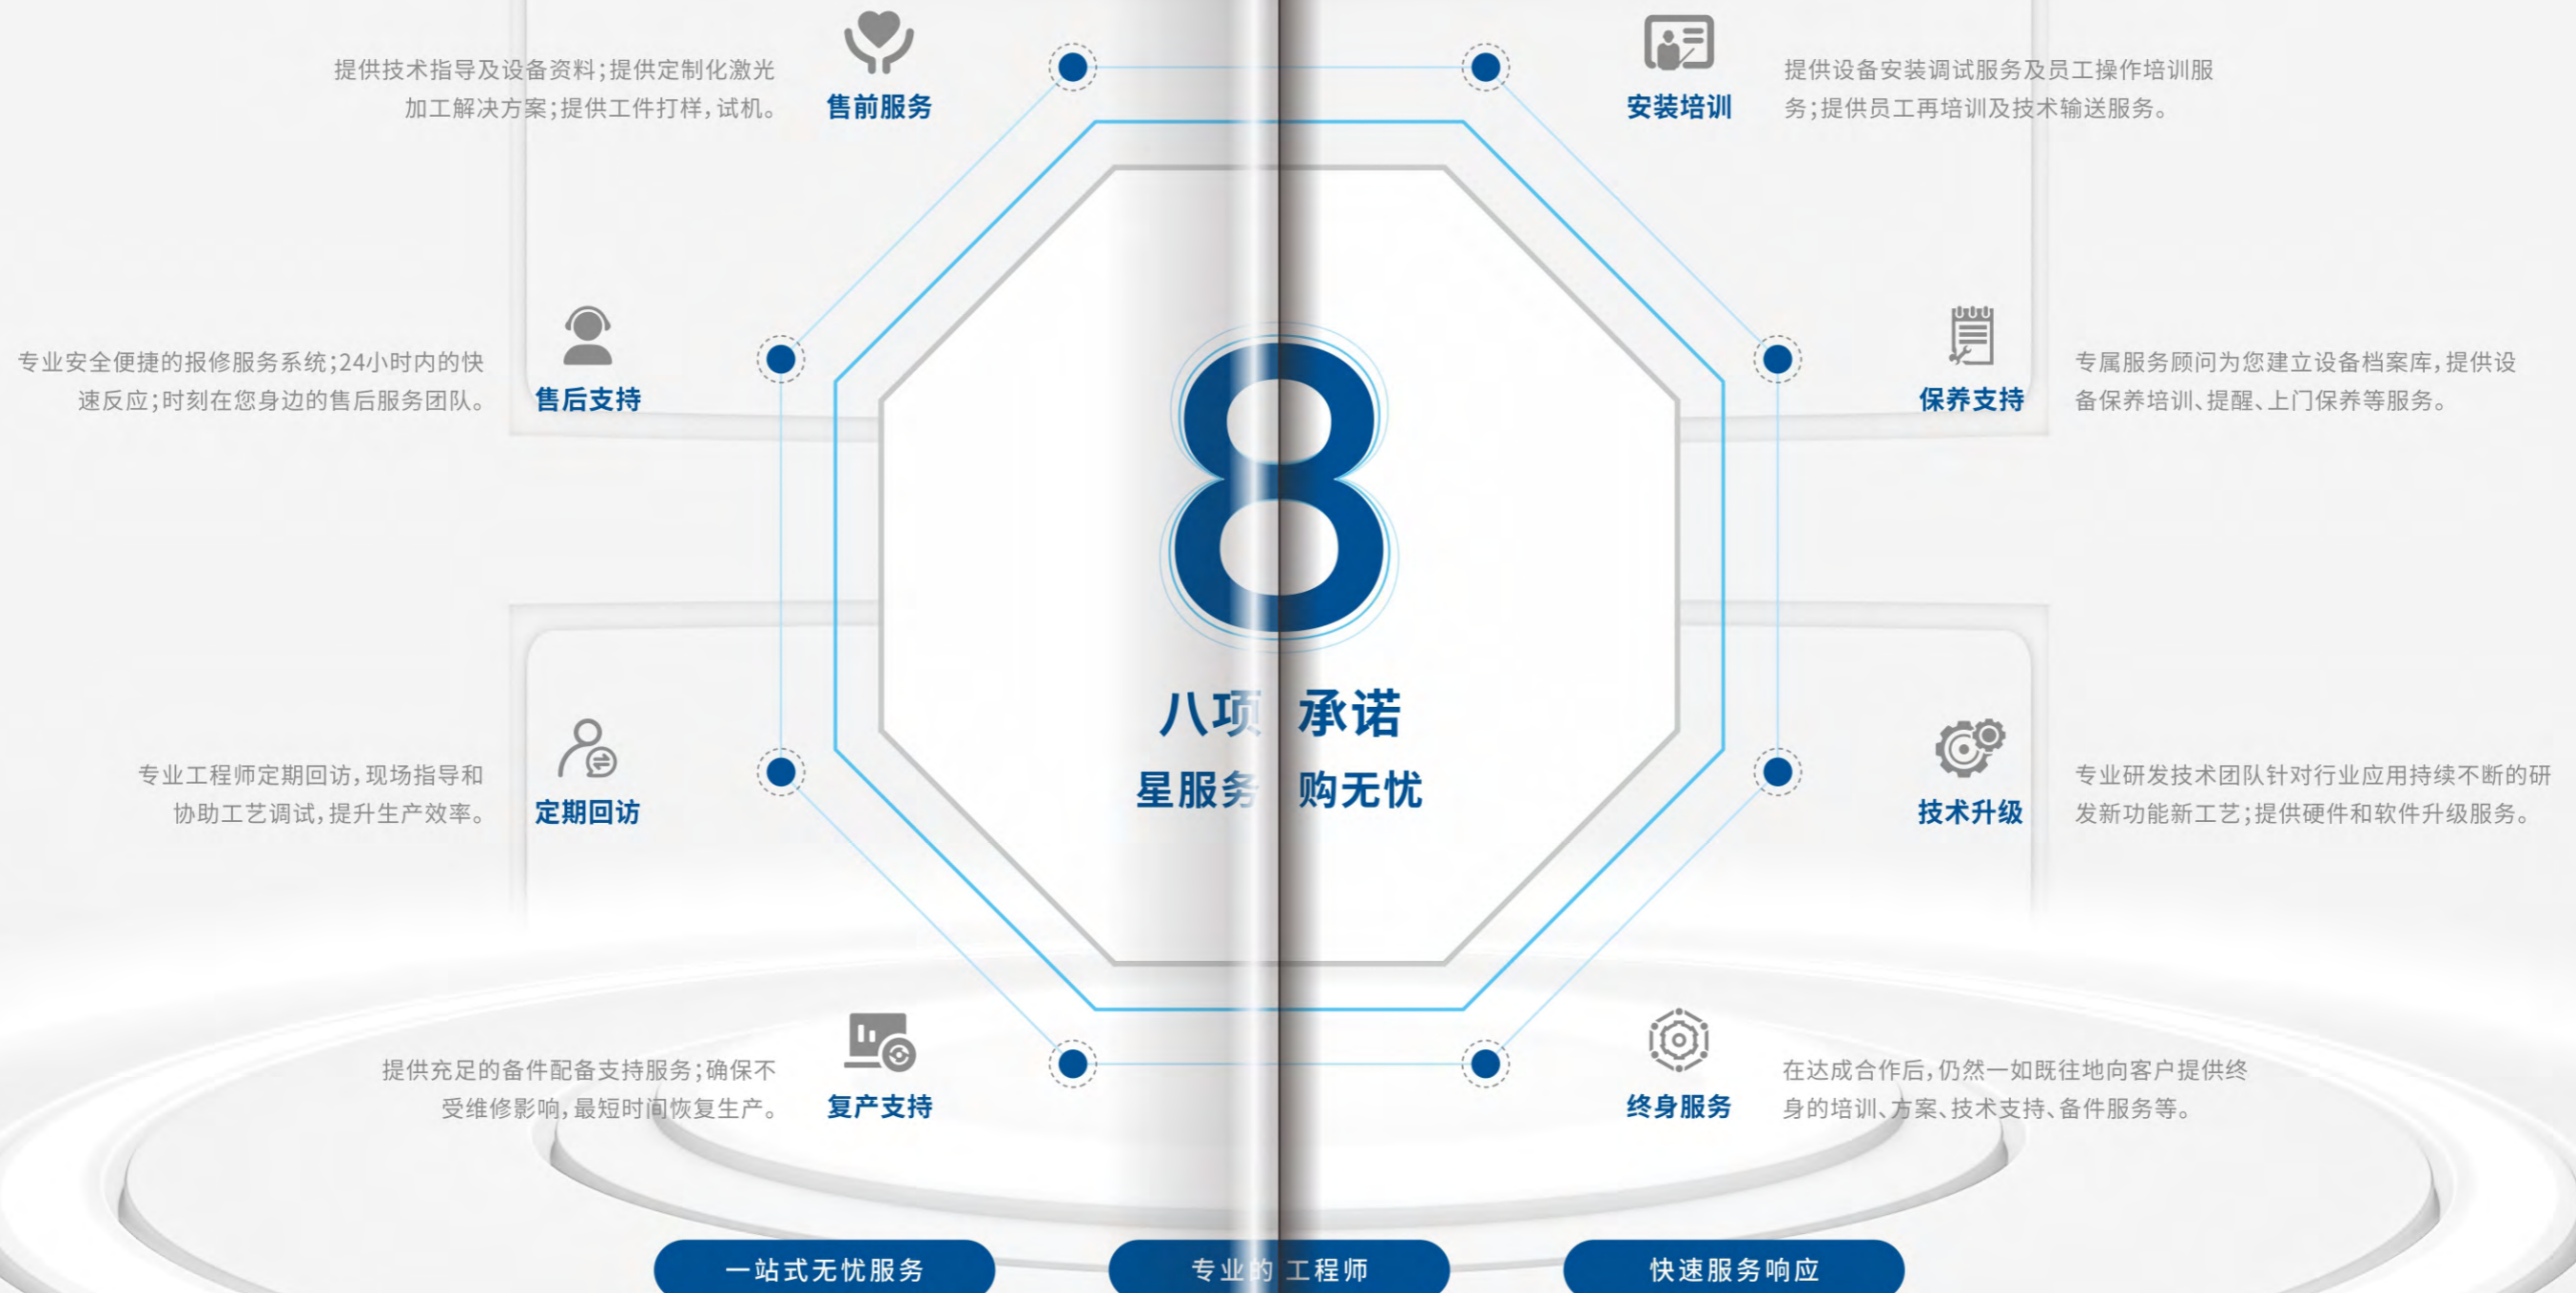 提供技术指导及设备资料；提供定制化激光
加工解决方案；提供工件打样，试机。
售前服务
安装培训
提供设备安装调试服务及员工操作培训服
务；提供员工再培训及技术输送服务。
专业安全便捷的报修服务系统；24小时内的快
速反应；时刻在您身边的售后服务团队。
售后支持
保养支持
专属服务顾问为您建立设备档案库，提供设
备保养培训、提醒、上门保养等服务。
8
八项 承诺
星服务 购无忧
专业工程师定期回访，现场指导和
协助工艺调试，提升生产效率。
定期回访
技术升级
专业研发技术团队针对行业应用持续不断的研
发新功能新工艺；提供硬件和软件升级服务。
提供充足的备件配备支持服务；确保不
受维修影响，最短时间恢复生产。
复产支持
终身服务
在达成合作后，仍然一如既往地向客户提供终
身的培训、方案、技术支持、备件服务等。
一站式无忧服务
专业的 工程师
快速服务响应